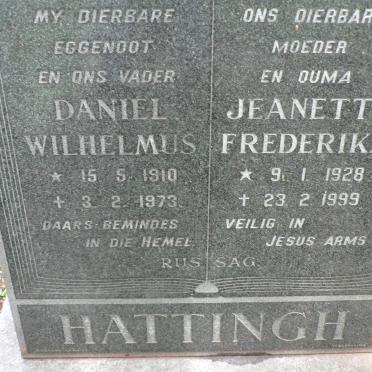 MY DIERBARE
EGGENOOT
EN ONS VADER
DANIEL
WILHELMUS
* 15. 5. 1910
† 3. 2. 1973
DAAR'S BEMINDES
IN DIE HEMEL
ONS DIERBAR
MOEDER
EN OUMA
JEANETT
FREDERIK
* 9. 1. 1928
† 23. 2. 1999
VEILIG IN
JESUS ARMS
RUS SAG.
HATTINGH